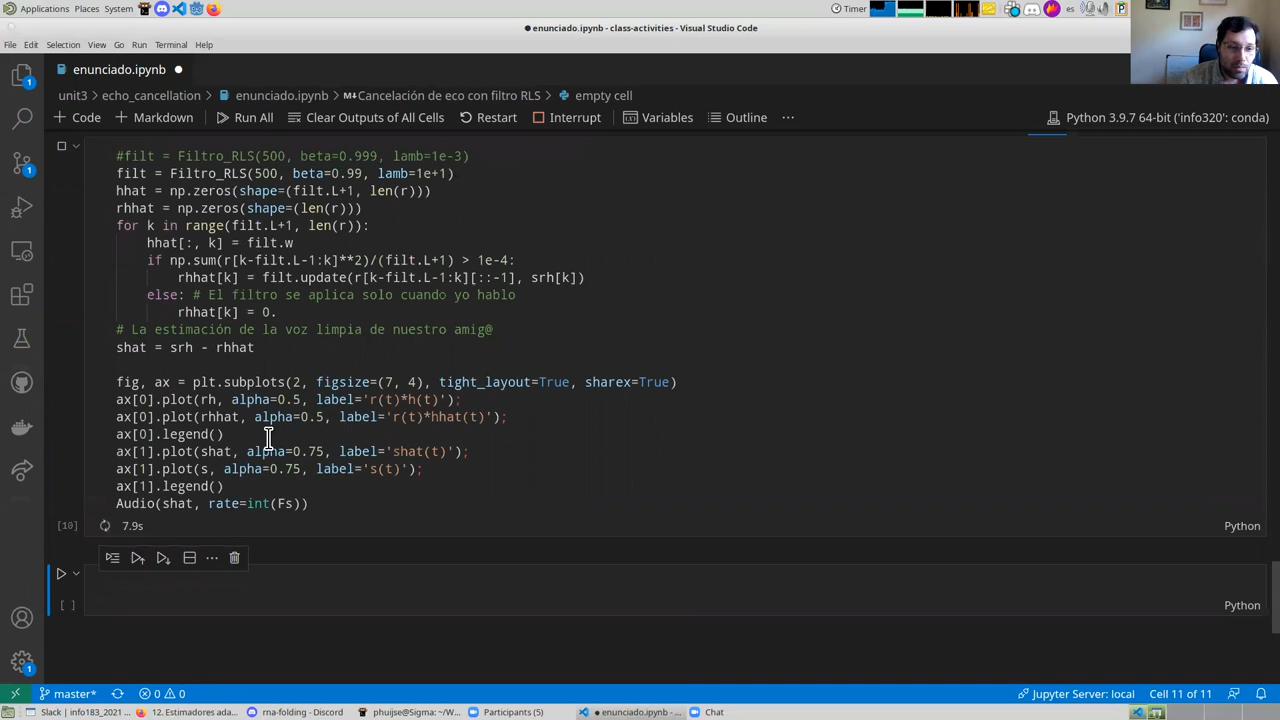 Applications Places System
Timer
es
enunciado.ipynb - class-activities - Visual Studio Code
File Edit Selection View Go Run Terminal Help
enunciado.ipynb
unit3 > echo_cancellation > enunciado.ipynb > Cancelación de eco con filtro RLS > empty cell
+ Code + Markdown Run All Clear Outputs of All Cells Restart Interrupt Variables Outline ... Python 3.9.7 64-bit ('info320': conda)
#filt = Filtro_RLS(500, beta=0.999, lamb=1e-3)
filt = Filtro_RLS(500, beta=0.99, lamb=1e+1)
hhat = np.zeros(shape=(filt.L+1, len(r)))
rhhat = np.zeros(shape=(len(r)))
for k in range(filt.L+1, len(r)):
    hhat[:, k] = filt.w
    if np.sum(r[k-filt.L-1:k]**2)/(filt.L+1) > 1e-4:
        rhhat[k] = filt.update(r[k-filt.L-1:k][::-1], srh[k])
    else: # El filtro se aplica solo cuando yo hablo
        rhhat[k] = 0.
# La estimación de la voz limpia de nuestro amig@
shat = srh - rhhat
fig, ax = plt.subplots(2, figsize=(7, 4), tight_layout=True, sharex=True)
ax[0].plot(rh, alpha=0.5, label='r(t)*h(t)');
ax[0].plot(rhhat, alpha=0.5, label='r(t)*hhat(t)');
ax[0].legend()
ax[1].plot(shat, alpha=0.75, label='shat(t)');
ax[1].plot(s, alpha=0.75, label='s(t)');
ax[1].legend()
Audio(shat, rate=int(Fs))
[10] 7.9s Python
[ ] Python
master* 0 0 Jupyter Server: local Cell 11 of 11
Slack | info183_2021 ... 12. Estimadores ada... rna-folding - Discord phuijse@Sigma: ~/W... Participants (5) enunciado.ipynb - ... Chat